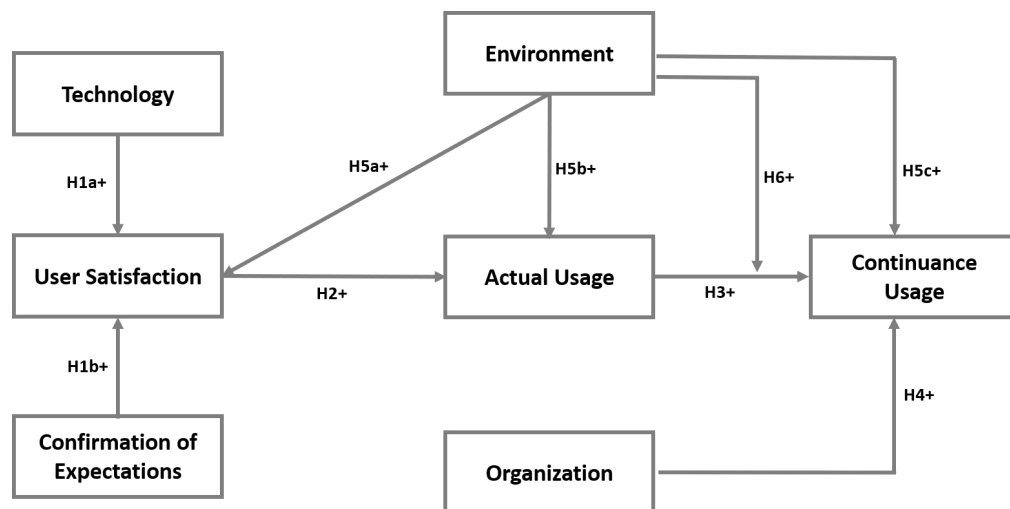 Environment
Technology
H5a+
H5b+
H6+
H5c+
H1a+
User Satisfaction
H2+
Actual Usage
H3+
Continuance
Usage
H1b+
H4+
Confirmation of
Expectations
Organization